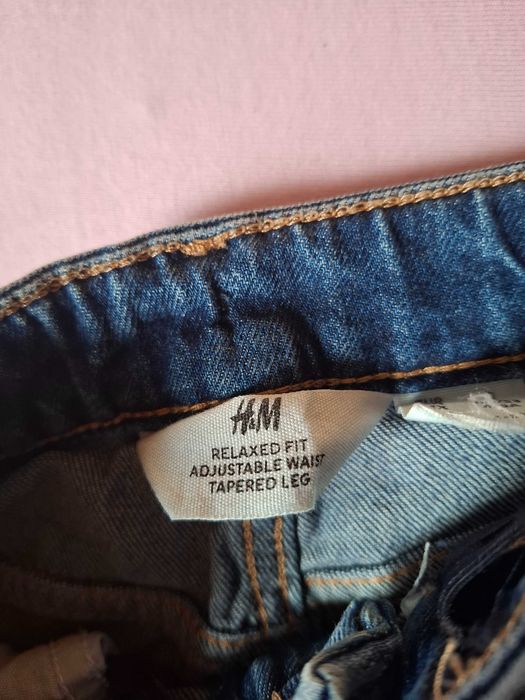 H&M
RELAXED FIT
ADJUSTABLE WAIST
TAPERED LEG